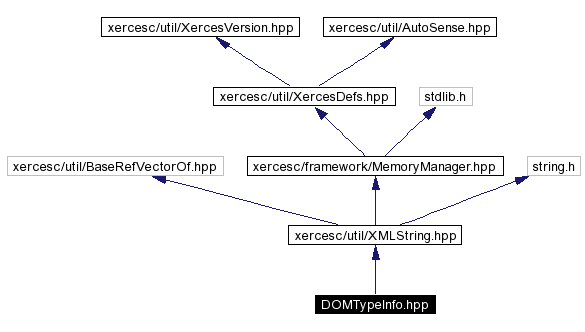 xercesc/util/XercesVersion.hpp
xercesc/util/AutoSense.hpp
xercesc/util/XercesDefs.hpp
stdlib.h
xercesc/util/BaseRefVectorOf.hpp
xercesc/framework/MemoryManager.hpp
string.h
xercesc/util/XMLString.hpp
DOMTypeInfo.hpp